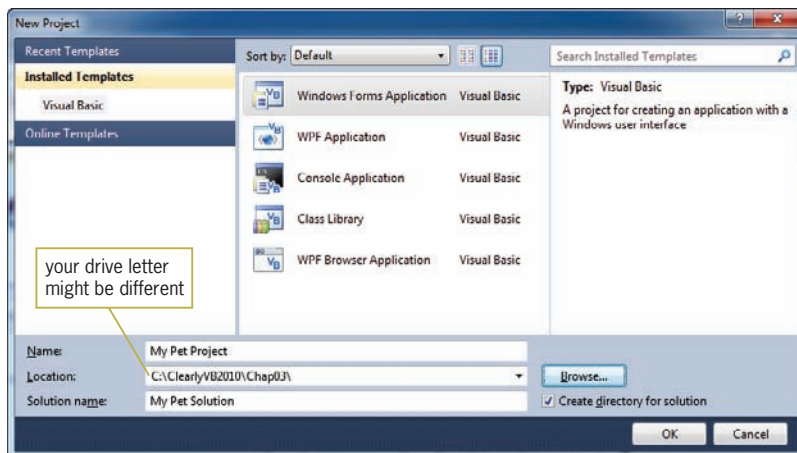 New Project
Recent Templates
Installed Templates
Visual Basic
Online Templates
Sort by: Default
Search Installed Templates
Windows Forms Application Visual Basic
WPF Application Visual Basic
Console Application Visual Basic
Class Library Visual Basic
WPF Browser Application Visual Basic
Type: Visual Basic
A project for creating an application with a
Windows user interface
your drive letter
might be different
Name: My Pet Project
Location: C:\ClearlyVB2010\Chap03\
Browse...
Solution name: My Pet Solution
Create directory for solution
OK Cancel